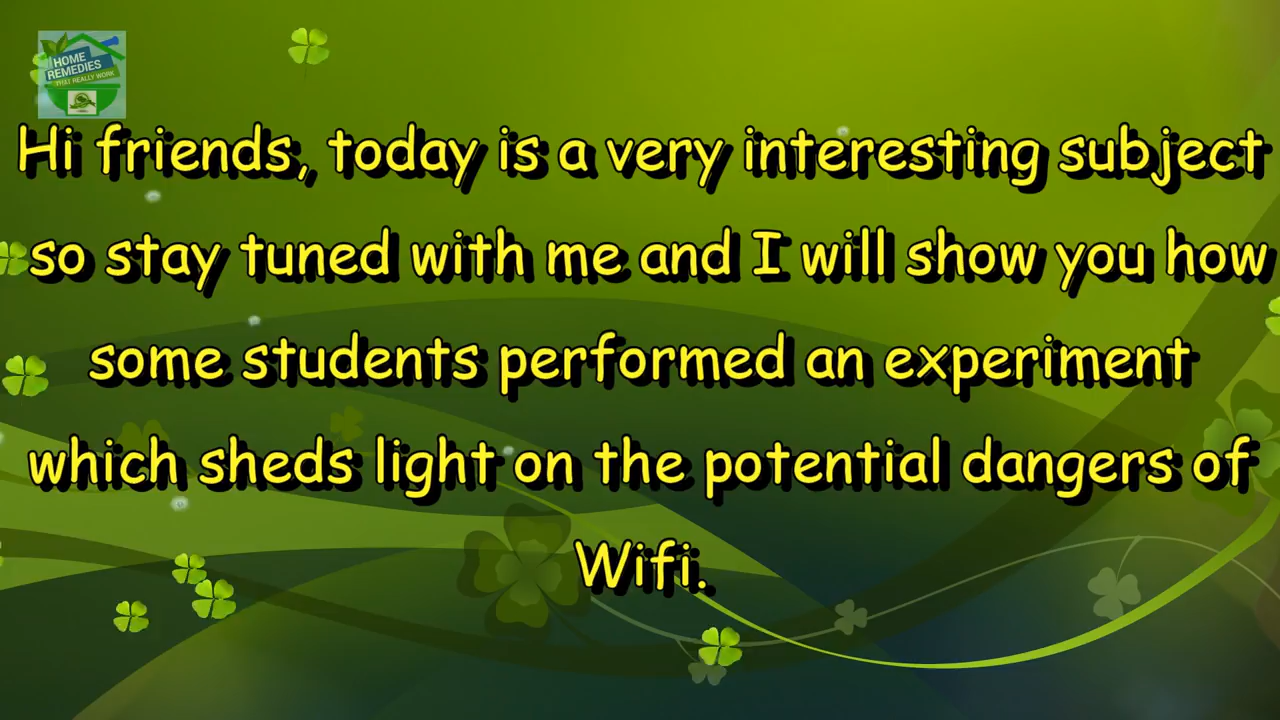 HOME
REMEDIES
THAT REALLY WORK
Hi friends, today is a very interesting subject
so stay tuned with me and I will show you how
some students performed an experiment
which sheds light on the potential dangers of
Wifi.